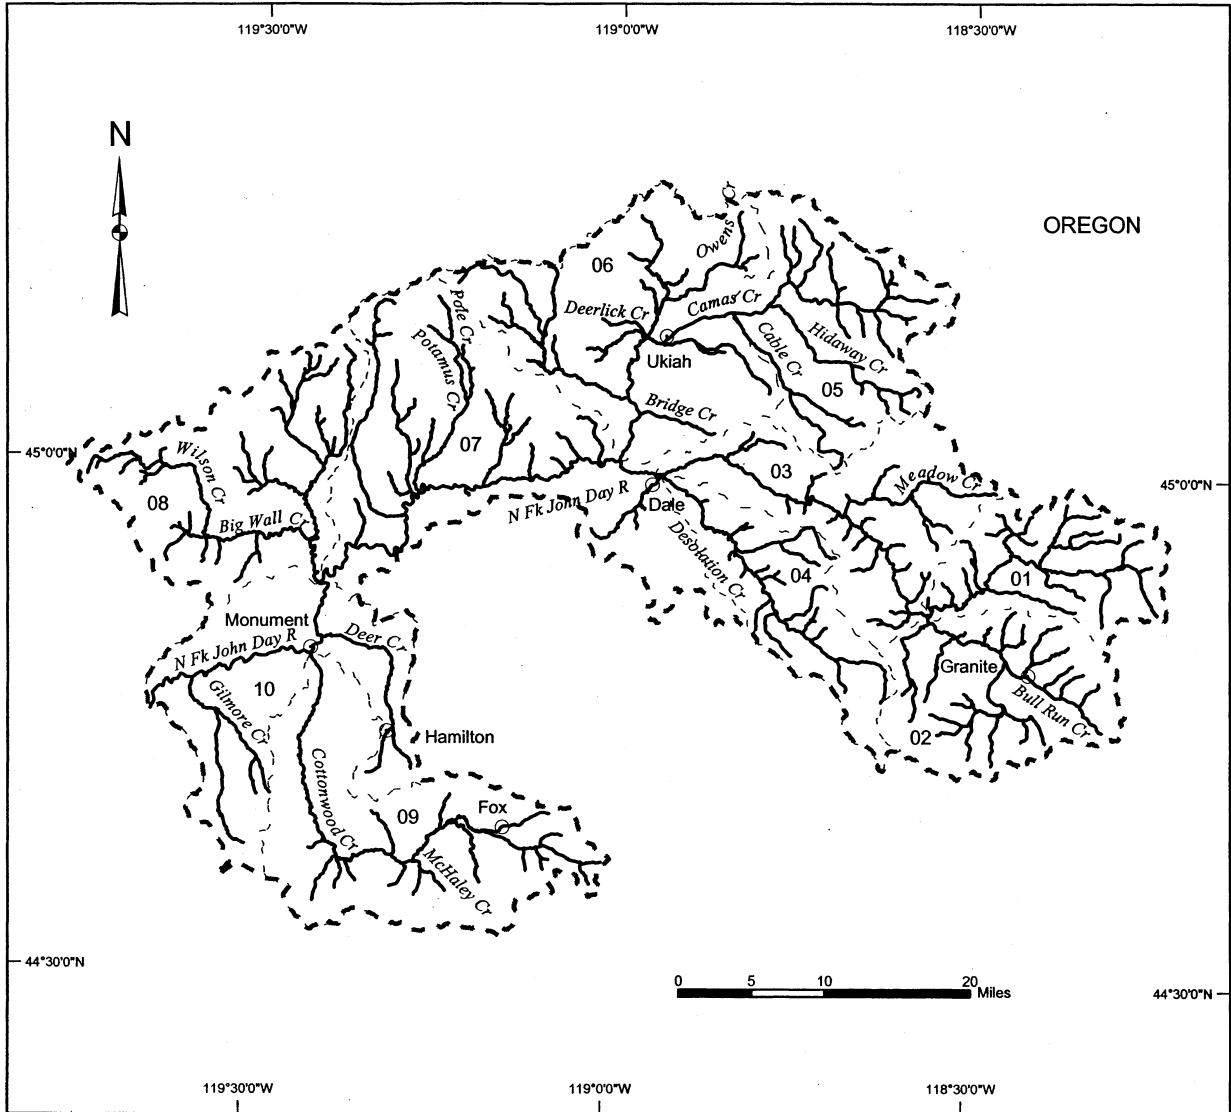 119°30'0"W
119°0'0"W
118°30'0"W
N
OREGON
Owens Cr
06
Pole Cr
Deerlick Cr
Camas Cr
Potamus Cr
Ukiah
Cable Cr
Hidaway Cr
05
Bridge Cr
45°0'0"N
Wilson Cr
07
03
Meadow Cr
45°0'0"N
08
Big Wall Cr
N Fk John Day R
Dale
Desolation Cr
04
01
Monument
Deer Cr
N Fk John Day R
10
Gilmore Cr
Granite
Bull Run Cr
02
Hamilton
Cottonwood Cr
09
Fox
McHaley Cr
44°30'0"N
0 5 10 20
Miles
44°30'0"N
119°30'0"W
119°0'0"W
118°30'0"W